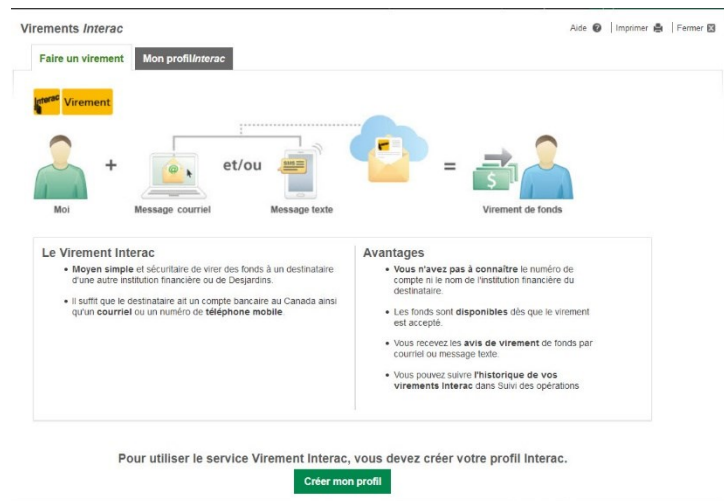 Virements Interac
Aide ? | Imprimer | Fermer X
Faire un virement
Mon profilInterac
Interac Virement
+
et/ou
=
$
Moi
Message courriel
Message texte
Virement de fonds
Le Virement Interac
• Moyen simple et sécuritaire de virer des fonds à un destinataire
d'une autre institution financière ou de Desjardins.
• Il suffit que le destinataire ait un compte bancaire au Canada ainsi
qu'un courriel ou un numéro de téléphone mobile.
Avantages
• Vous n'avez pas à connaître le numéro de
compte ni le nom de l'institution financière du
destinataire.
• Les fonds sont disponibles dès que le virement
est accepté.
• Vous recevez les avis de virement de fonds par
courriel ou message texte.
• Vous pouvez suivre l'historique de vos
virements Interac dans Suivi des opérations
Pour utiliser le service Virement Interac, vous devez créer votre profil Interac.
Créer mon profil